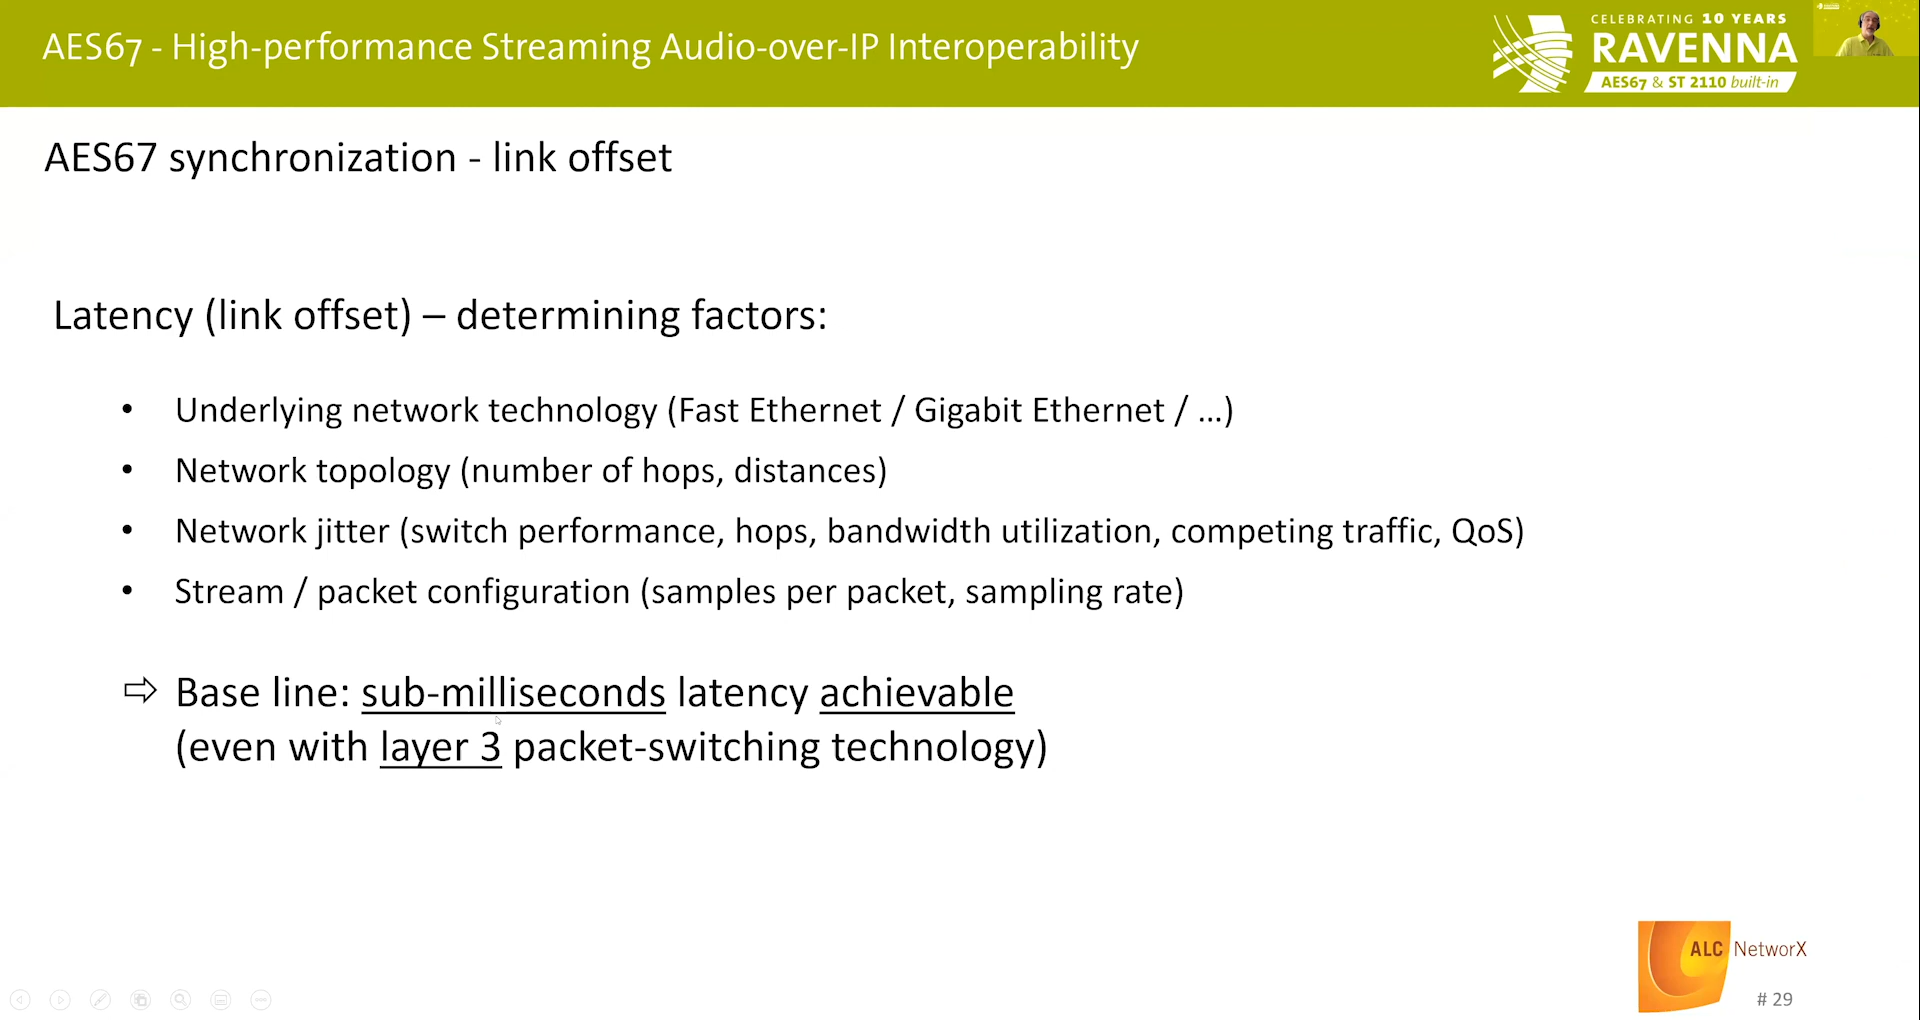 AES67 - High-performance Streaming Audio-over-IP Interoperability
CELEBRATING 10 YEARS
RAVENNA
AES67 & ST 2110 built-in
AES67 synchronization - link offset
Latency (link offset) – determining factors:
• Underlying network technology (Fast Ethernet / Gigabit Ethernet / ...)
• Network topology (number of hops, distances)
• Network jitter (switch performance, hops, bandwidth utilization, competing traffic, QoS)
• Stream / packet configuration (samples per packet, sampling rate)
⇨ Base line: sub-milliseconds latency achievable
(even with layer 3 packet-switching technology)
ALC NetworX
# 29